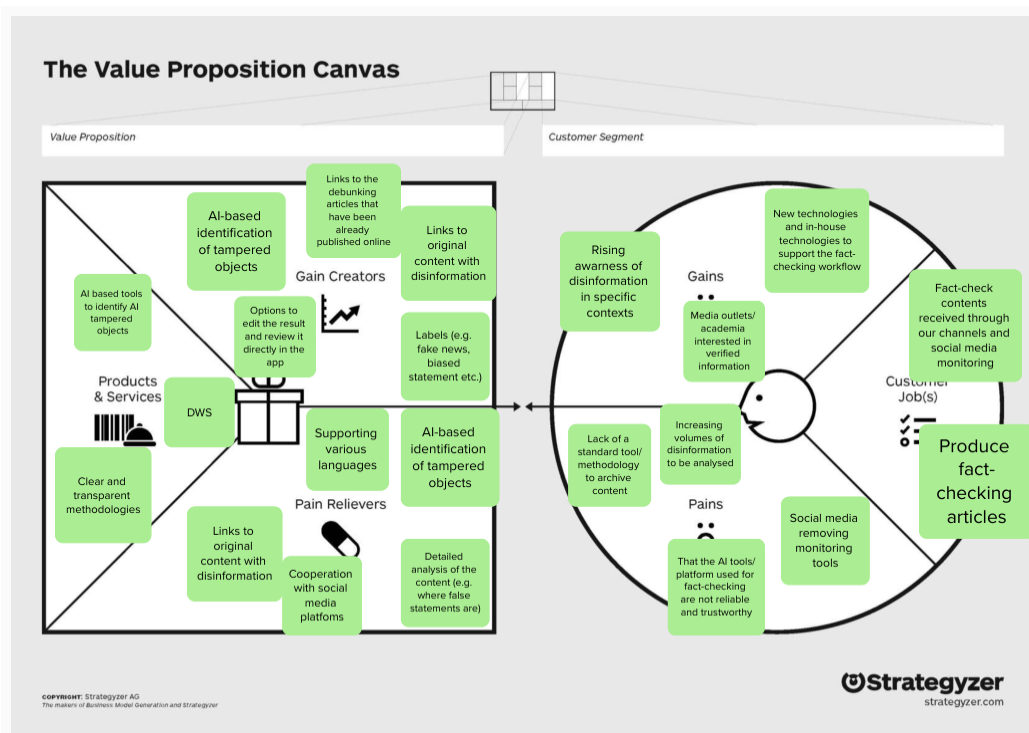 The Value Proposition Canvas
Value Proposition
Customer Segment
Links to the
debunking
articles that
have been
already
published online
AI-based
identification
of tampered
objects
Links to
original
content with
disinformation
Gain Creators
AI based tools
to identify AI
tampered
objects
Options to
edit the result
and review it
directly in the
app
Labels (e.g.
fake news,
biased
statement etc.)
Products
& Services
DWS
Supporting
various
languages
AI-based
identification
of tampered
objects
Clear and
transparent
methodologies
Pain Relievers
Links to
original
content with
disinformation
Cooperation
with social
media
platfoms
Detailed
analysis of the
content (e.g.
where false
statements are)
New technologies
and in-house
technologies to
support the fact-
checking workflow
Rising
awarness of
disinformation
in specific
contexts
Gains
Media outlets/
academia
interested in
verified
information
Fact-check
contents
received through
our channels and
social media
monitoring
Customer
Job(s)
Produce
fact-
checking
articles
Increasing
volumes of
disinformation
to be analysed
Lack of a
standard tool/
methodology
to archive
content
Pains
Social media
removing
monitoring
tools
That the AI tools/
platform used for
fact-checking
are not reliable
and trustworthy
COPYRIGHT: Strategyzer AG
The makers of Business Model Generation and Strategyzer
Strategyzer
strategyzer.com